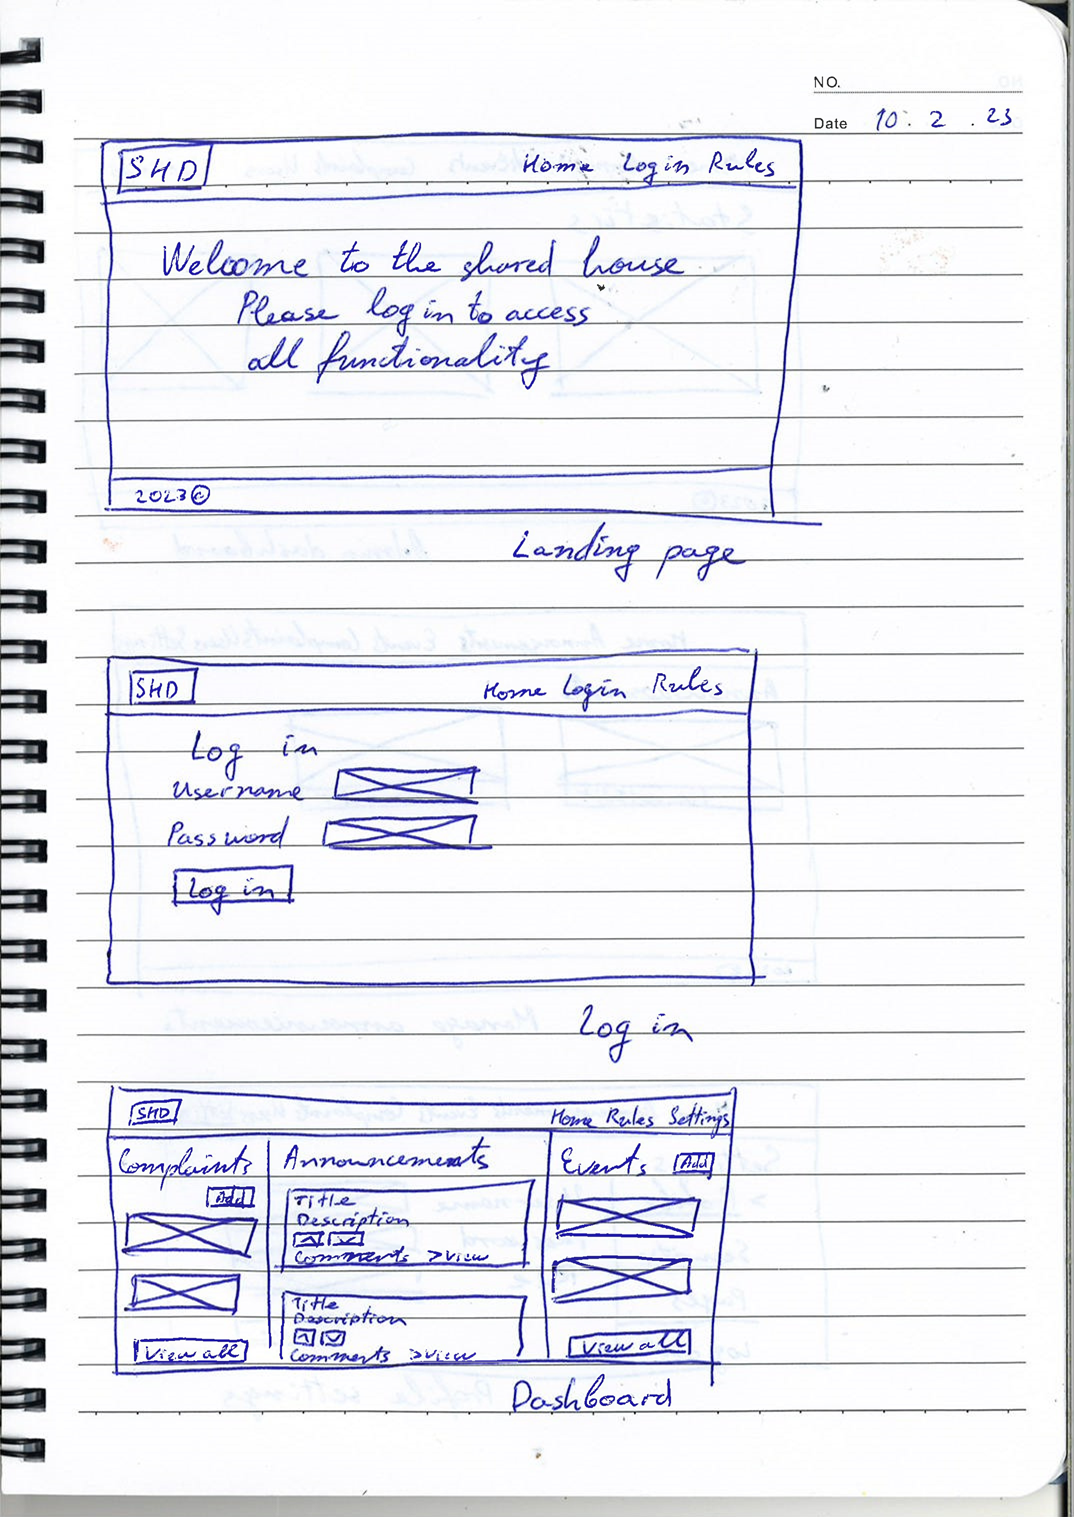 NO.
Date 10. 2. 23
SHD Home Login Rules
Welcome to the shared house
Please log in to access
all functionality
2023©
Landing page
SHD Home Login Rules
Log in
Username
Password
Log in
Log in
SHD Home Rules Settings
Complaints
Add
View all
Announcements
Title
Description
Comments >View
Title
Description
Comments >View
Events Add
View all
Dashboard